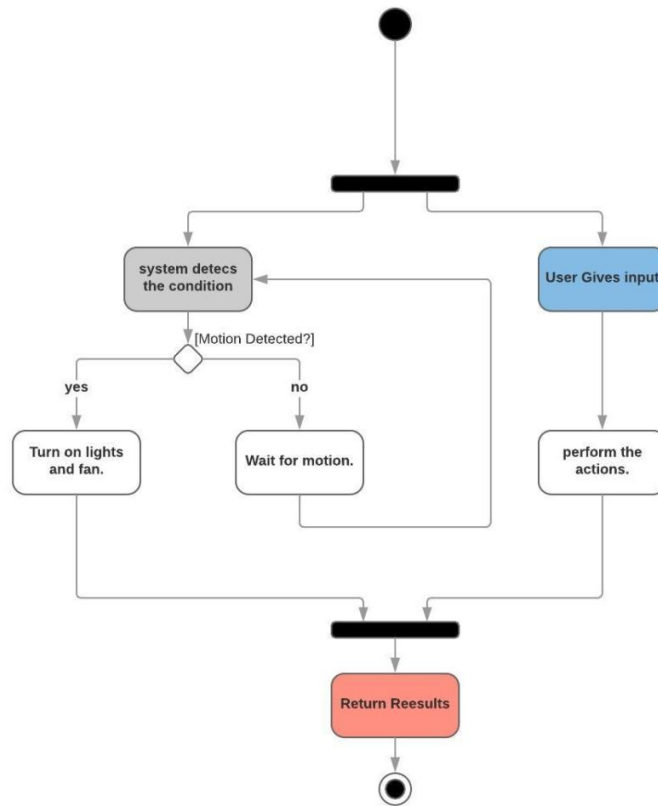 system detecs
the condition
User Gives input
[Motion Detected?]
yes
no
Turn on lights
and fan.
Wait for motion.
perform the
actions.
Return Reesults